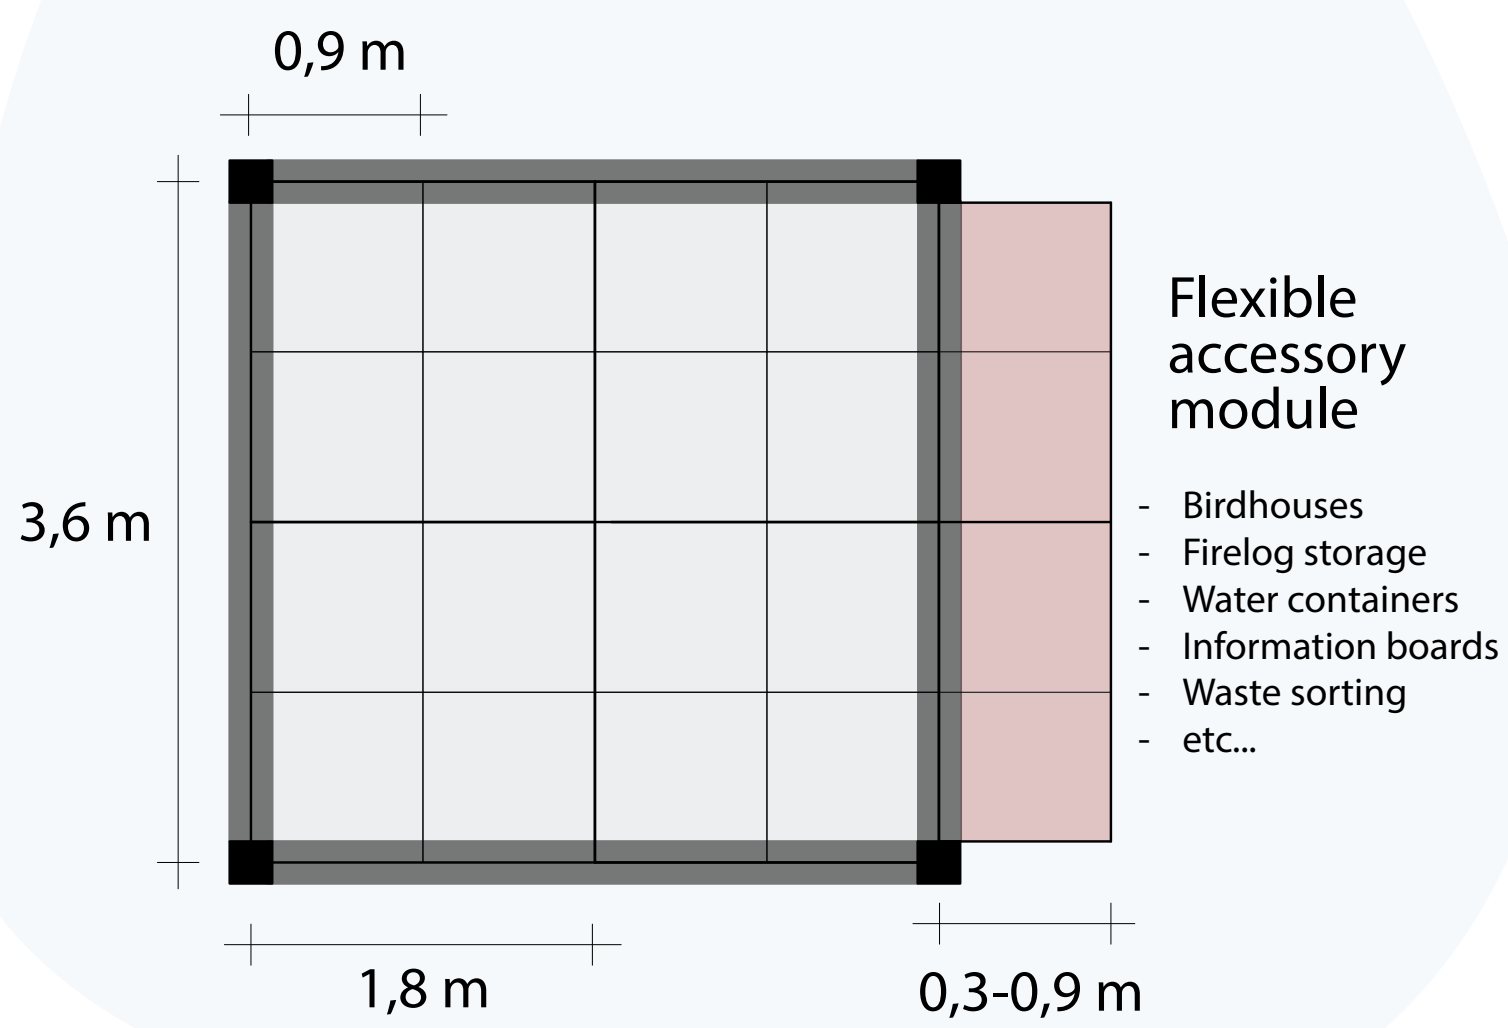 0,9 m
3,6 m
Flexible
accessory
module
- Birdhouses
- Firelog storage
- Water containers
- Information boards
- Waste sorting
- etc...
1,8 m
0,3-0,9 m